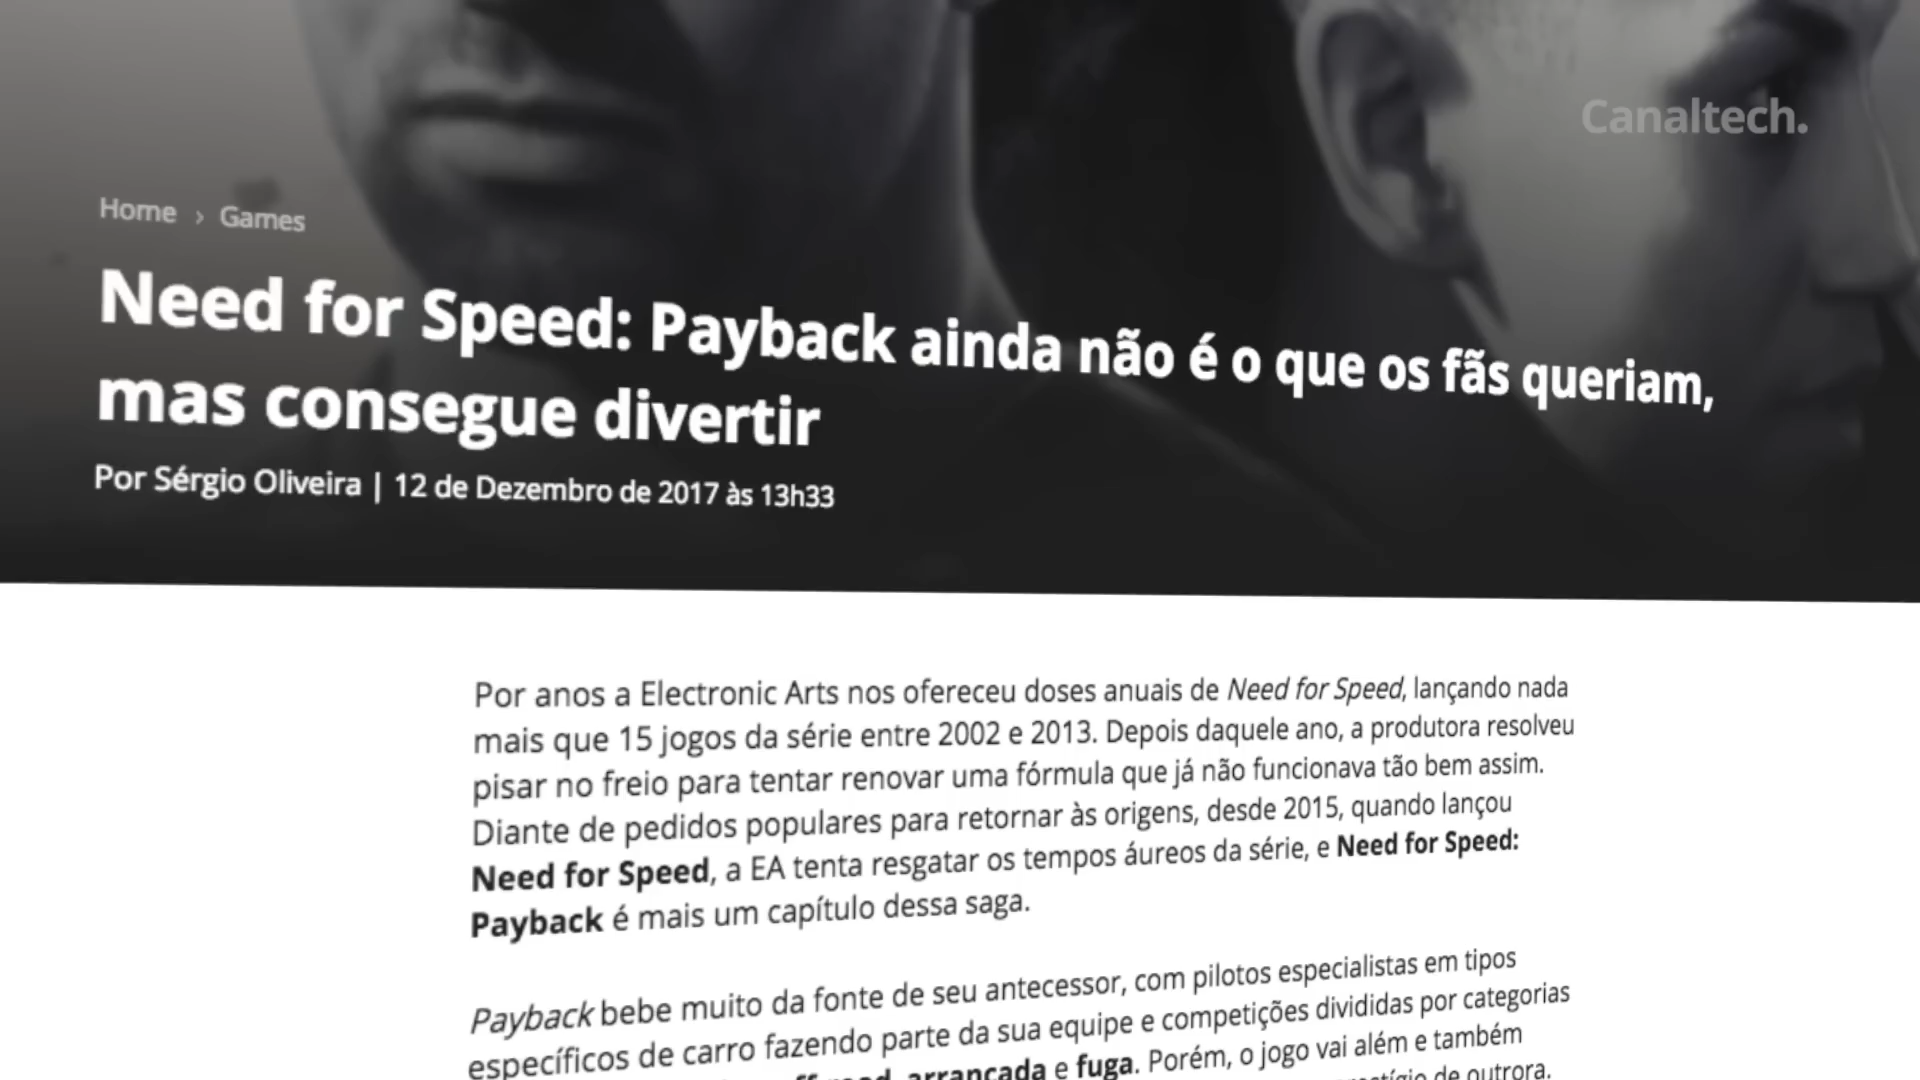 Canaltech.
Home › Games
Need for Speed: Payback ainda não é o que os fãs queriam,
mas consegue divertir
Por Sérgio Oliveira | 12 de Dezembro de 2017 às 13h33
Por anos a Electronic Arts nos ofereceu doses anuais de Need for Speed, lançando nada
mais que 15 jogos da série entre 2002 e 2013. Depois daquele ano, a produtora resolveu
pisar no freio para tentar renovar uma fórmula que já não funcionava tão bem assim.
Diante de pedidos populares para retornar às origens, desde 2015, quando lançou
Need for Speed, a EA tenta resgatar os tempos áureos da série, e Need for Speed:
Payback é mais um capítulo dessa saga.
Payback bebe muito da fonte de seu antecessor, com pilotos especialistas em tipos
específicos de carro fazendo parte da sua equipe e competições divididas por categorias
arrancada e fuga. Porém, o jogo vai além e também
de outrora.